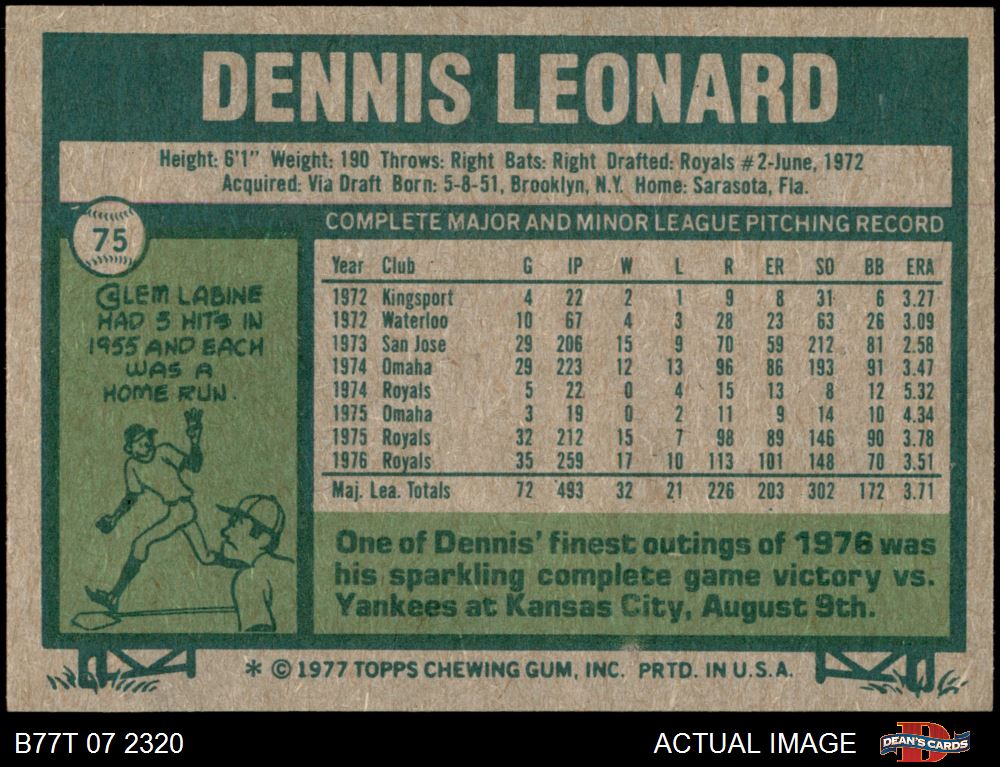 DENNIS LEONARD
Height: 6'1" Weight: 190 Throws: Right Bats: Right Drafted: Royals #2-June, 1972
Acquired: Via Draft Born: 5-8-51, Brooklyn, N.Y. Home: Sarasota, Fla.
75
COMPLETE MAJOR AND MINOR LEAGUE PITCHING RECORD
CLEM LABINE
HAD 3 HITS IN
1955 AND EACH
WAS A
HOME RUN.
Year Club G IP W L R ER SO BB ERA
1972 Kingsport 4 22 2 1 9 8 31 6 3.27
1972 Waterloo 10 67 4 3 28 23 63 26 3.09
1973 San Jose 29 206 15 9 70 59 212 81 2.58
1974 Omaha 29 223 12 13 96 86 193 91 3.47
1974 Royals 5 22 0 4 15 13 8 12 5.32
1975 Omaha 3 19 0 2 11 9 14 10 4.34
1975 Royals 32 212 15 7 98 89 146 90 3.78
1976 Royals 35 259 17 10 113 101 148 70 3.51
Maj. Lea. Totals 72 493 32 21 226 203 302 172 3.71
One of Dennis' finest outings of 1976 was
his sparkling complete game victory vs.
Yankees at Kansas City, August 9th.
* © 1977 TOPPS CHEWING GUM, INC. PRTD. IN U.S.A.
B77T 07 2320
ACTUAL IMAGE
D
DEAN'S CARDS